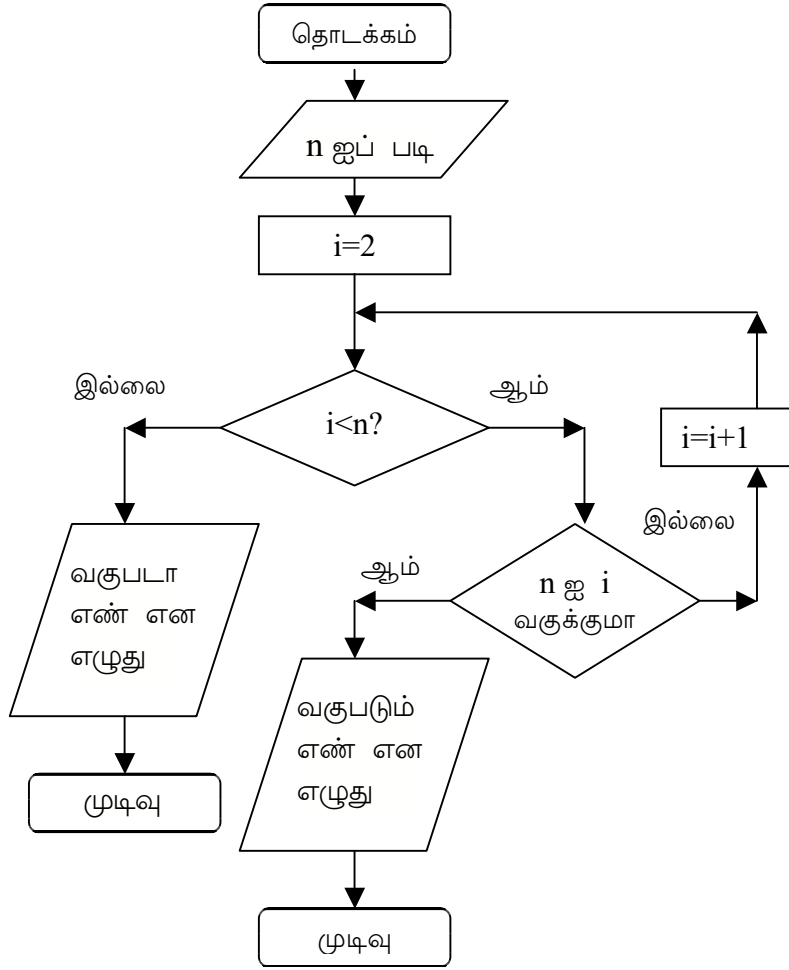 தொடக்கம்
n ஐப் படி
i=2
இல்லை
ஆம்
i<n?
i=i+1
இல்லை
ஆம்
n ஐ i
வகுக்குமா
வகுபடா
எண் என
எழுது
வகுபடும்
எண் என
எழுது
முடிவு
முடிவு